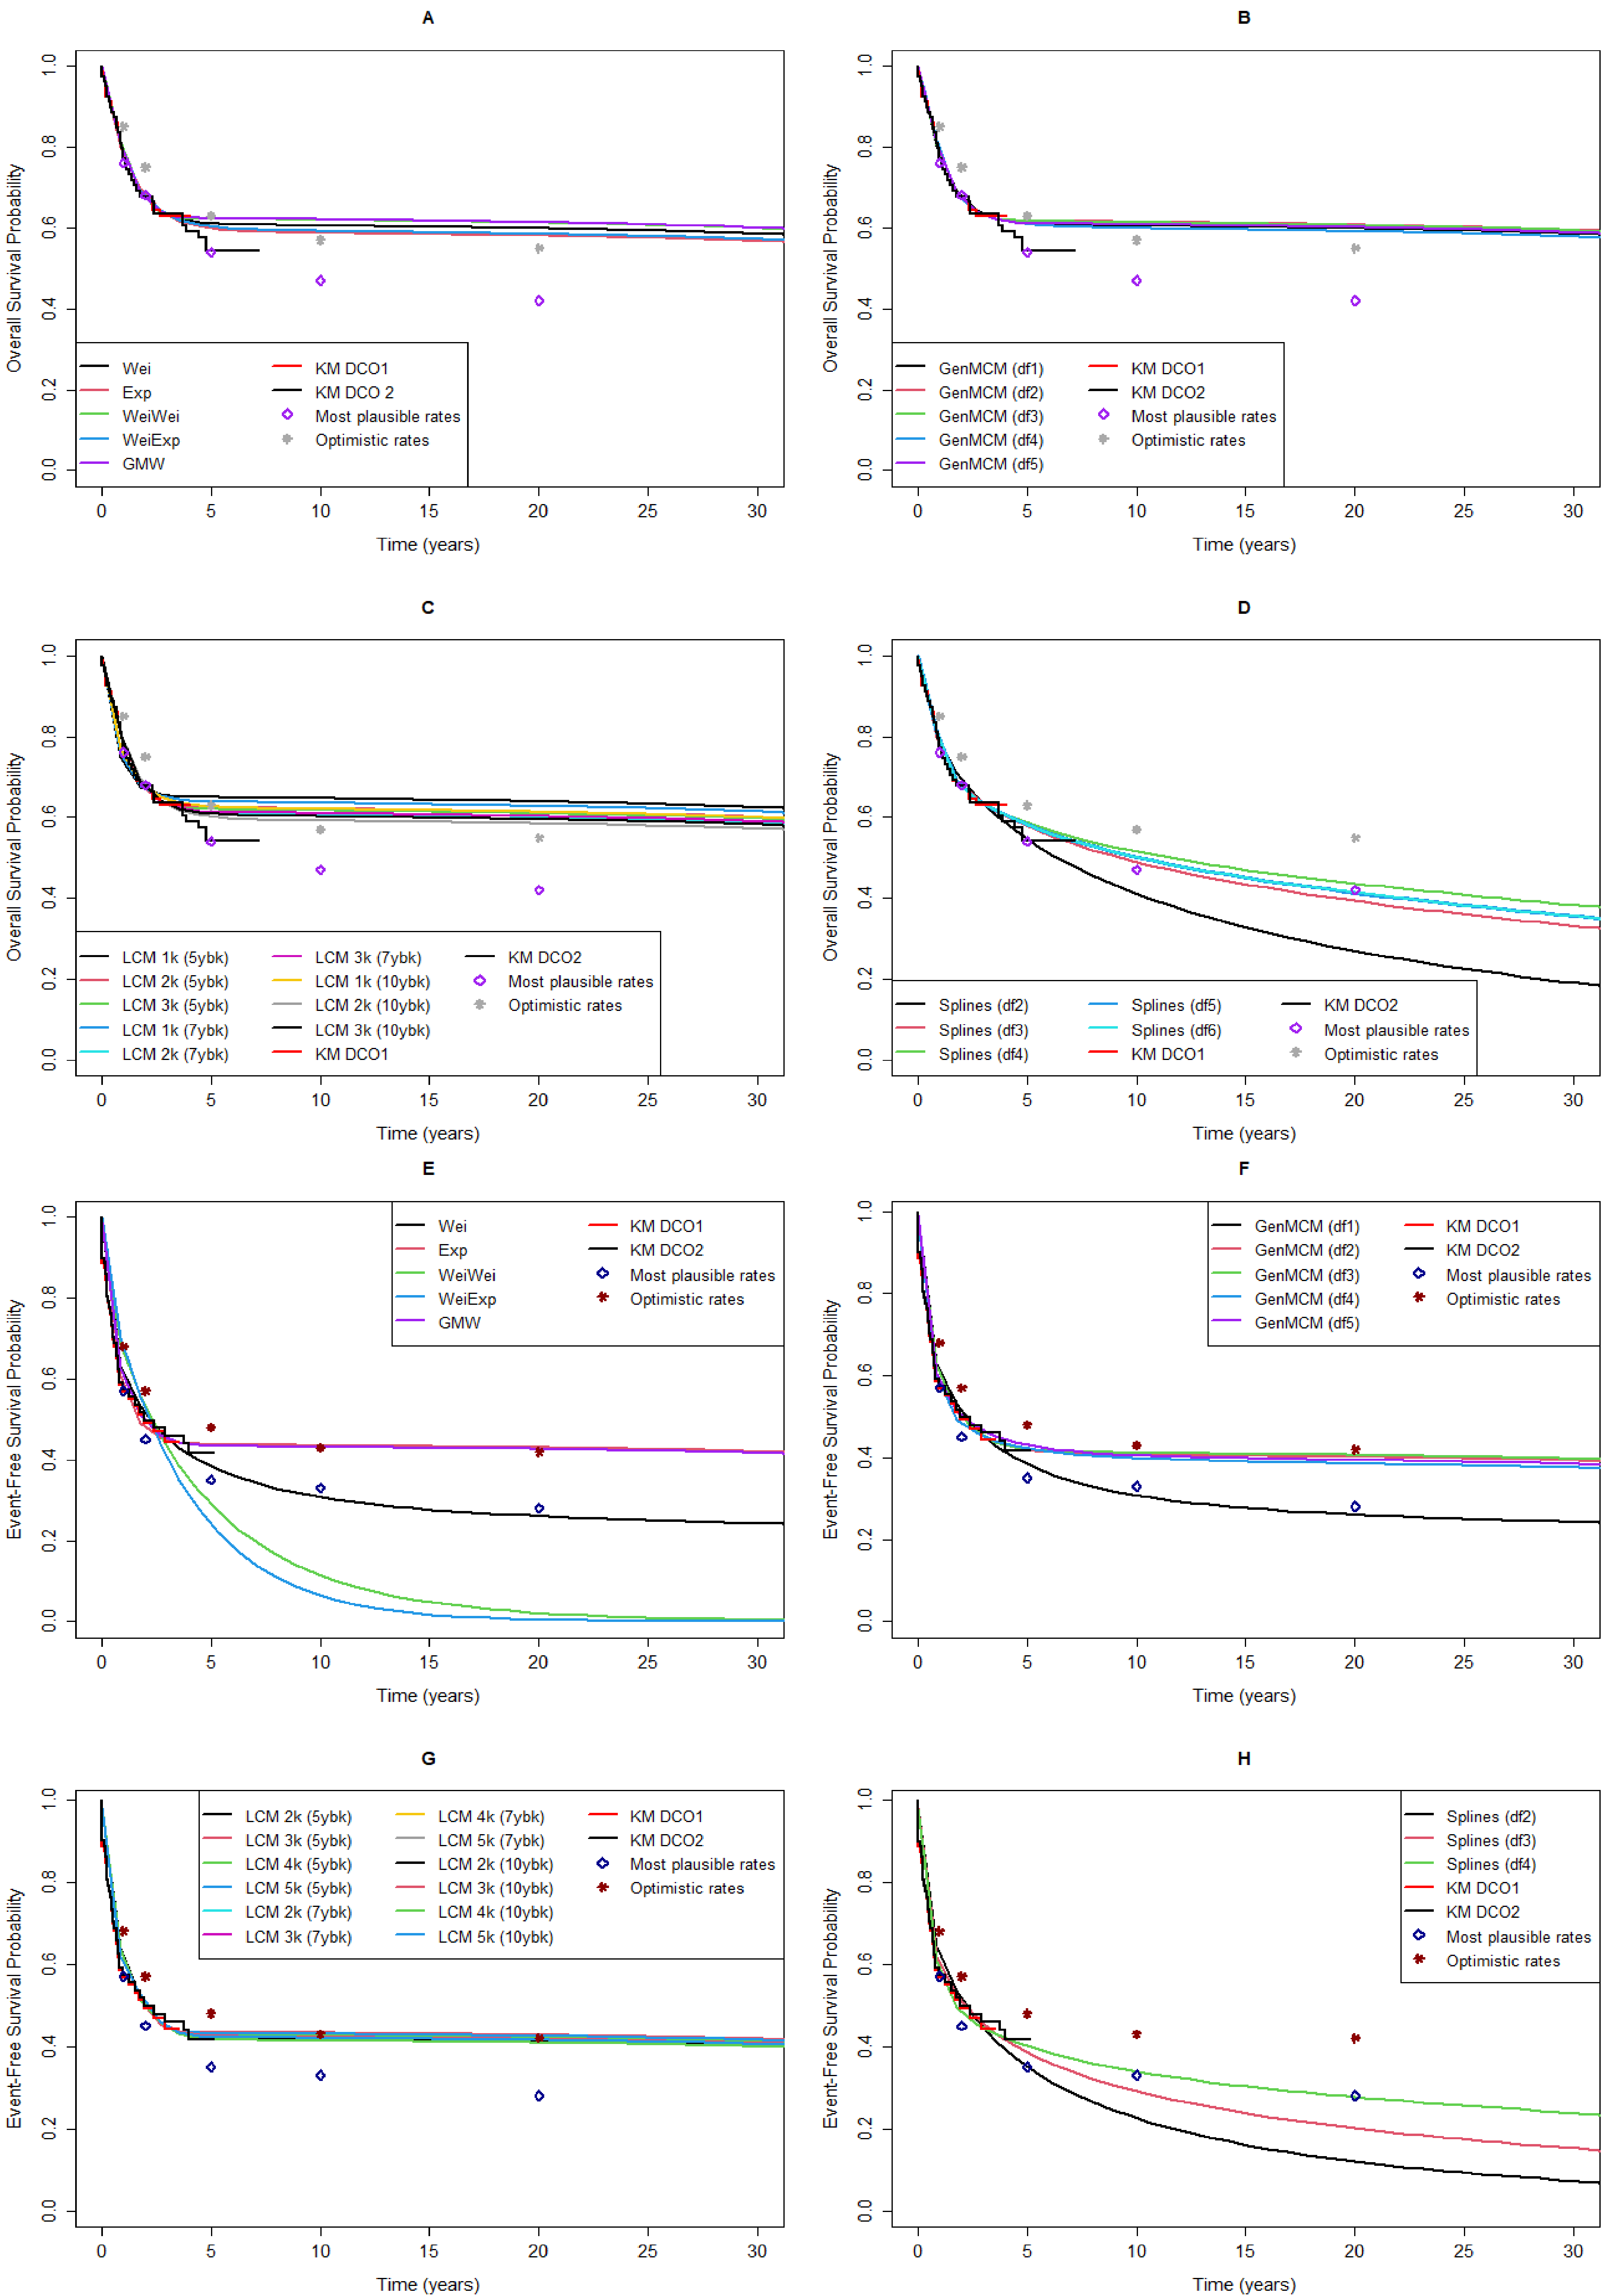 A
Overall Survival Probability
1.0
0.8
0.6
0.4
0.2
0.0
Wei
Exp
WeiWei
WeiExp
GMW
KM DCO1
KM DCO 2
Most plausible rates
Optimistic rates
0 5 10 15 20 25 30
Time (years)
B
Overall Survival Probability
1.0
0.8
0.6
0.4
0.2
0.0
GenMCM (df1)
GenMCM (df2)
GenMCM (df3)
GenMCM (df4)
GenMCM (df5)
KM DCO1
KM DCO2
Most plausible rates
Optimistic rates
0 5 10 15 20 25 30
Time (years)
C
Overall Survival Probability
1.0
0.8
0.6
0.4
0.2
0.0
LCM 1k (5ybk)
LCM 2k (5ybk)
LCM 3k (5ybk)
LCM 1k (7ybk)
LCM 2k (7ybk)
LCM 3k (7ybk)
LCM 1k (10ybk)
LCM 2k (10ybk)
LCM 3k (10ybk)
KM DCO1
KM DCO2
Most plausible rates
Optimistic rates
0 5 10 15 20 25 30
Time (years)
D
Overall Survival Probability
1.0
0.8
0.6
0.4
0.2
0.0
Splines (df2)
Splines (df3)
Splines (df4)
Splines (df5)
Splines (df6)
KM DCO1
KM DCO2
Most plausible rates
Optimistic rates
0 5 10 15 20 25 30
Time (years)
E
Event-Free Survival Probability
1.0
0.8
0.6
0.4
0.2
0.0
Wei
Exp
WeiWei
WeiExp
GMW
KM DCO1
KM DCO2
Most plausible rates
Optimistic rates
0 5 10 15 20 25 30
Time (years)
F
Event-Free Survival Probability
1.0
0.8
0.6
0.4
0.2
0.0
GenMCM (df1)
GenMCM (df2)
GenMCM (df3)
GenMCM (df4)
GenMCM (df5)
KM DCO1
KM DCO2
Most plausible rates
Optimistic rates
0 5 10 15 20 25 30
Time (years)
G
Event-Free Survival Probability
1.0
0.8
0.6
0.4
0.2
0.0
LCM 2k (5ybk)
LCM 3k (5ybk)
LCM 4k (5ybk)
LCM 5k (5ybk)
LCM 2k (7ybk)
LCM 3k (7ybk)
LCM 4k (7ybk)
LCM 5k (7ybk)
LCM 2k (10ybk)
LCM 3k (10ybk)
LCM 4k (10ybk)
LCM 5k (10ybk)
KM DCO1
KM DCO2
Most plausible rates
Optimistic rates
0 5 10 15 20 25 30
Time (years)
H
Event-Free Survival Probability
1.0
0.8
0.6
0.4
0.2
0.0
Splines (df2)
Splines (df3)
Splines (df4)
KM DCO1
KM DCO2
Most plausible rates
Optimistic rates
0 5 10 15 20 25 30
Time (years)